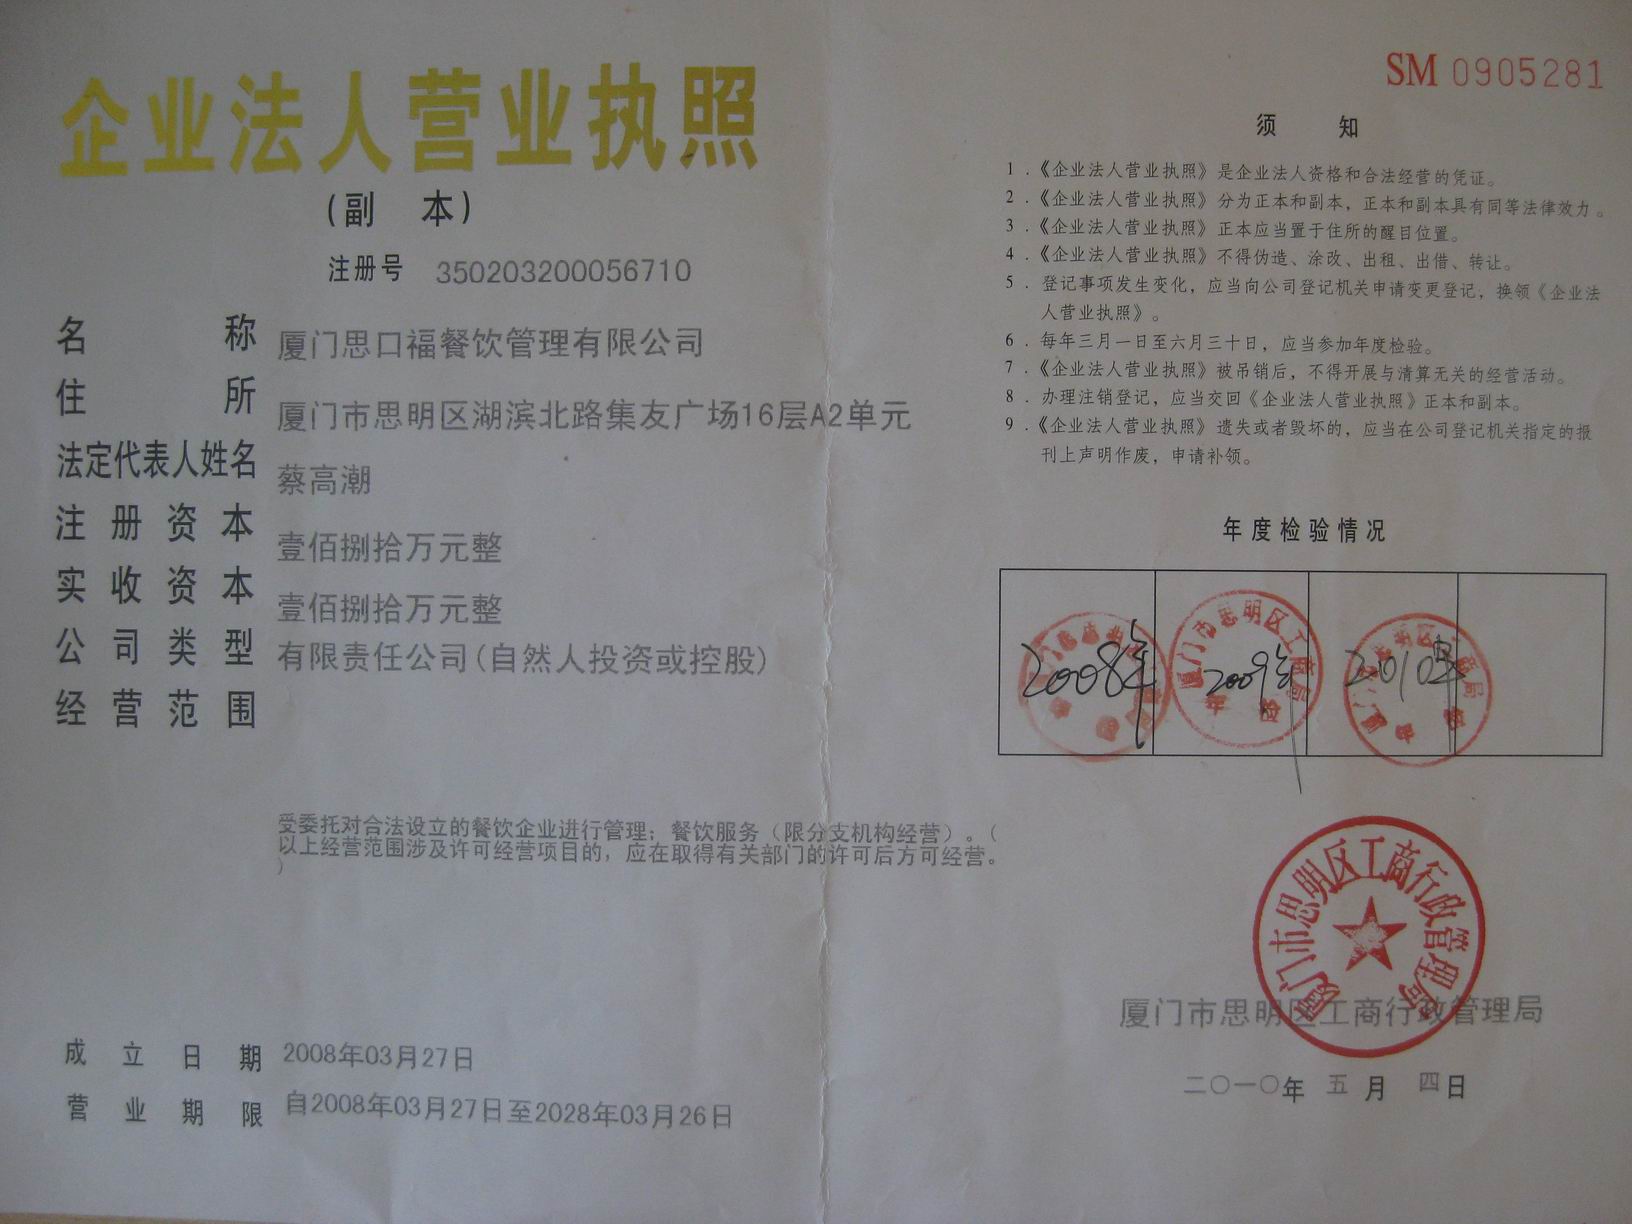 企业法人营业执照
(副 本)
注册号 350203200056710
名称 厦门思口福餐饮管理有限公司
住所 厦门市思明区湖滨北路集友广场16层A2单元
法定代表人姓名 蔡高潮
注册资本 壹佰捌拾万元整
实收资本 壹佰捌拾万元整
公司类型 有限责任公司(自然人投资或控股)
经营范围
受委托对合法设立的餐饮企业进行管理；餐饮服务（限分支机构经营）。（
以上经营范围涉及许可经营项目的，应在取得有关部门的许可后方可经营。
）
成立日期 2008年03月27日
营业期限 自2008年03月27日至2028年03月26日
SM 0905281
须 知
1．《企业法人营业执照》是企业法人资格和合法经营的凭证。
2．《企业法人营业执照》分为正本和副本，正本和副本具有同等法律效力。
3．《企业法人营业执照》正本应当置于住所的醒目位置。
4．《企业法人营业执照》不得伪造、涂改、出租、出借、转让。
5．登记事项发生变化，应当向公司登记机关申请变更登记，换领《企业法
人营业执照》。
6．每年三月一日至六月三十日，应当参加年度检验。
7．《企业法人营业执照》被吊销后，不得开展与清算无关的经营活动。
8．办理注销登记，应当交回《企业法人营业执照》正本和副本。
9．《企业法人营业执照》遗失或者毁坏的，应当在公司登记机关指定的报
刊上声明作废，申请补领。
年度检验情况
2008年 2009年 2010年
厦门市思明区工商局
厦门市思明区工商行政管理局
厦门市思明区工商行政管理局
二〇一〇年 五月 四日